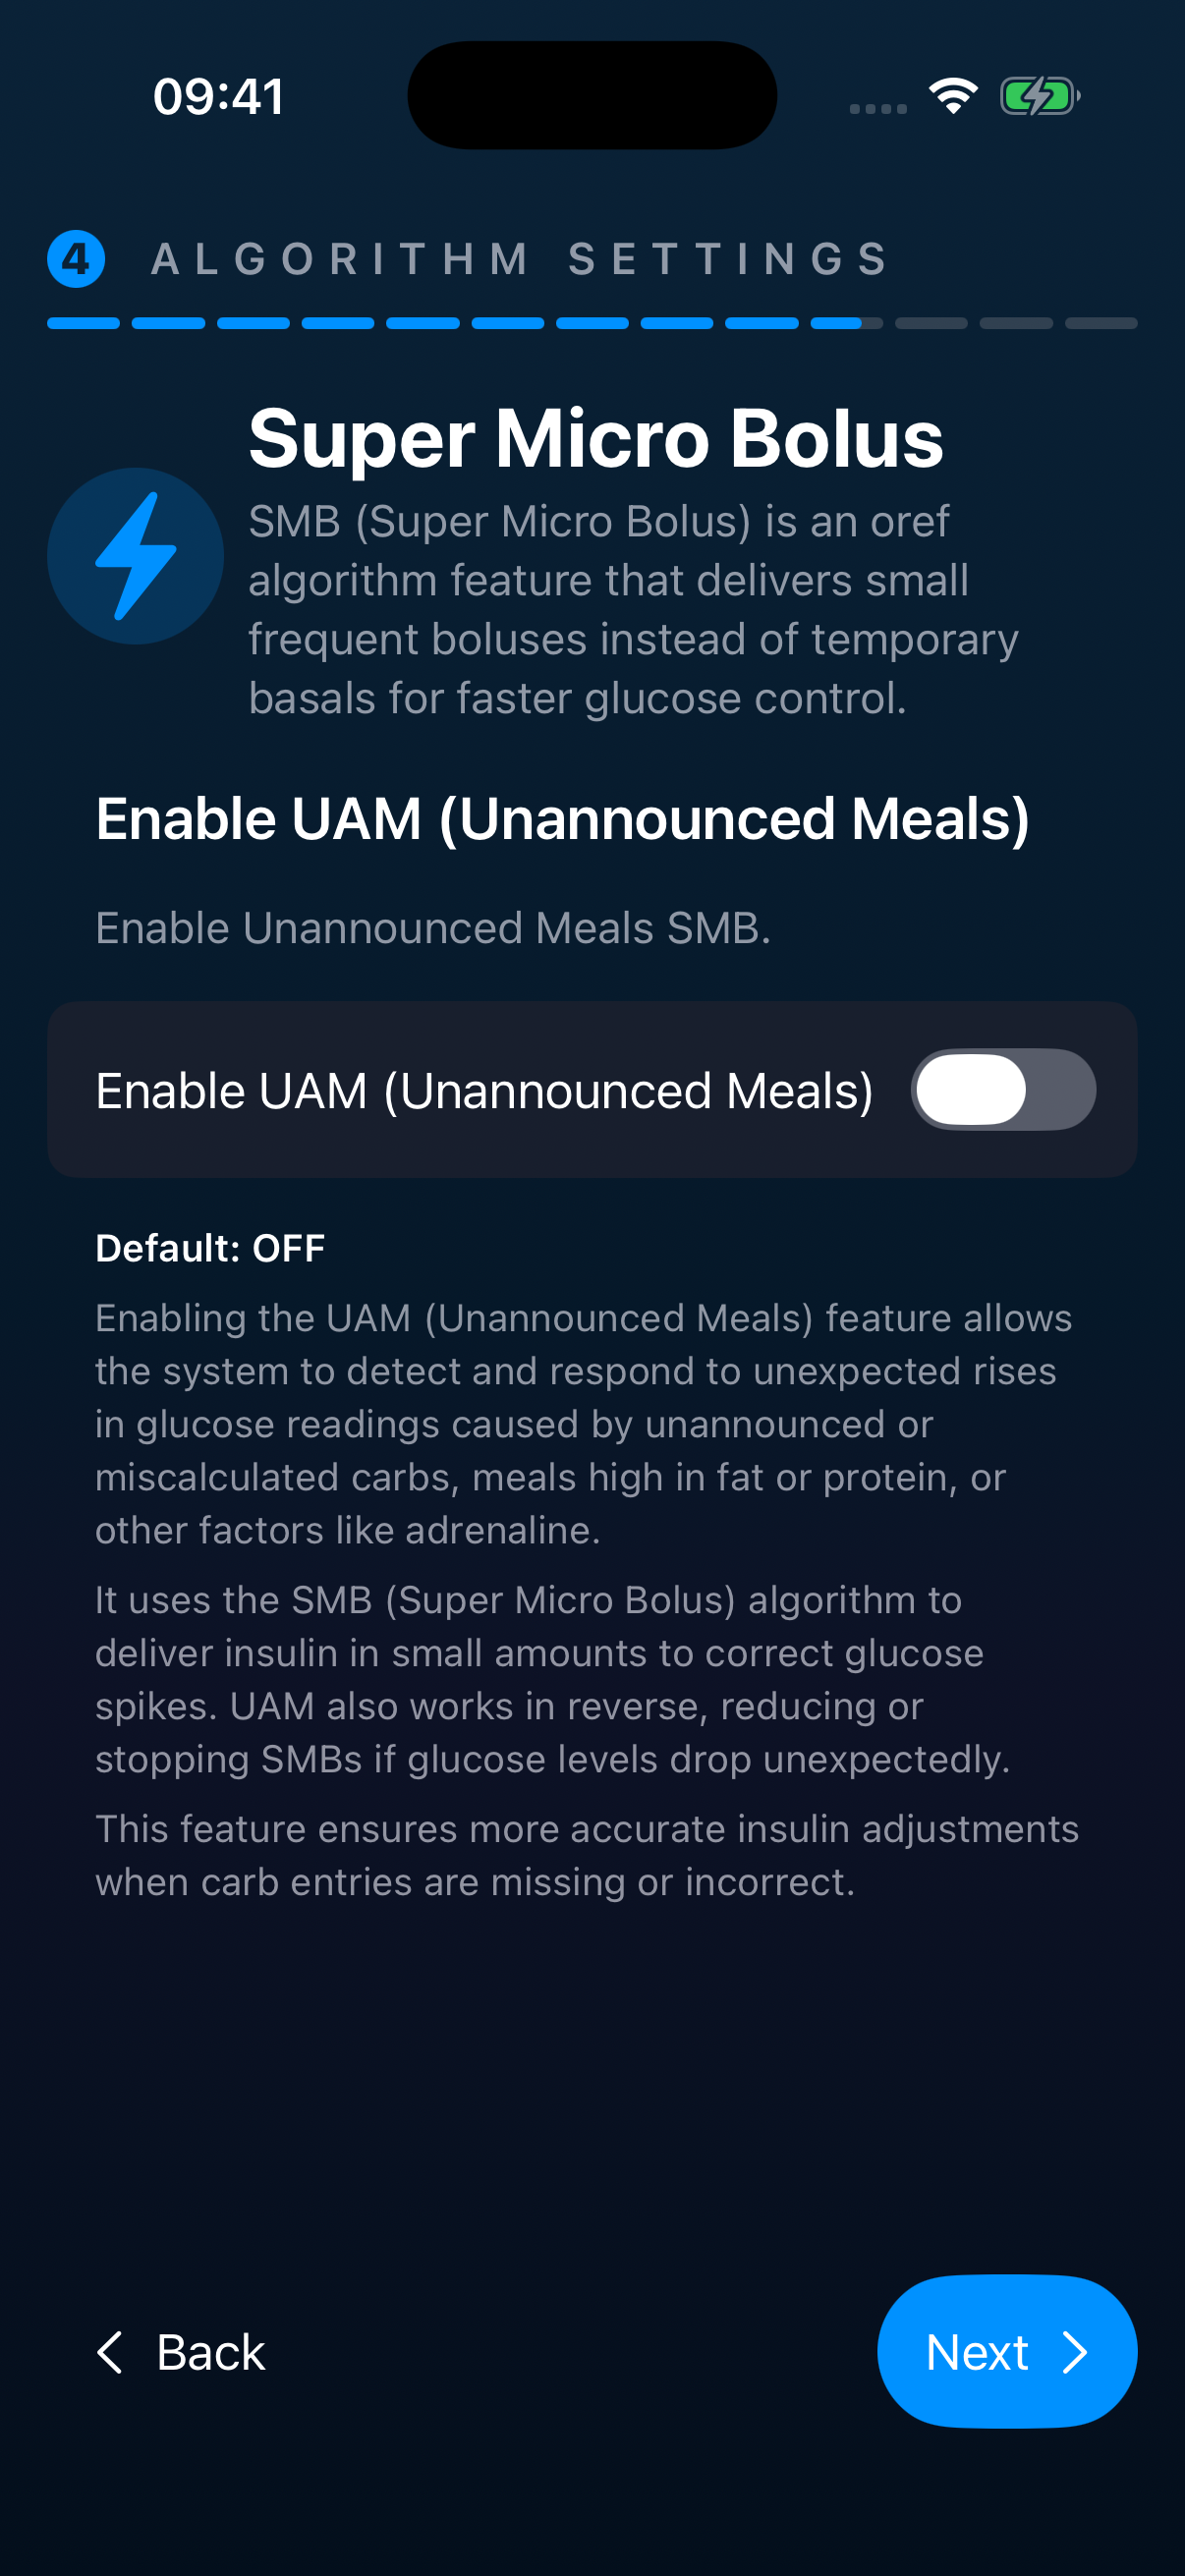 09:41
4 ALGORITHM SETTINGS
Super Micro Bolus
SMB (Super Micro Bolus) is an oref
algorithm feature that delivers small
frequent boluses instead of temporary
basals for faster glucose control.
Enable UAM (Unannounced Meals)
Enable Unannounced Meals SMB.
Enable UAM (Unannounced Meals)
Default: OFF
Enabling the UAM (Unannounced Meals) feature allows
the system to detect and respond to unexpected rises
in glucose readings caused by unannounced or
miscalculated carbs, meals high in fat or protein, or
other factors like adrenaline.
It uses the SMB (Super Micro Bolus) algorithm to
deliver insulin in small amounts to correct glucose
spikes. UAM also works in reverse, reducing or
stopping SMBs if glucose levels drop unexpectedly.
This feature ensures more accurate insulin adjustments
when carb entries are missing or incorrect.
Back
Next